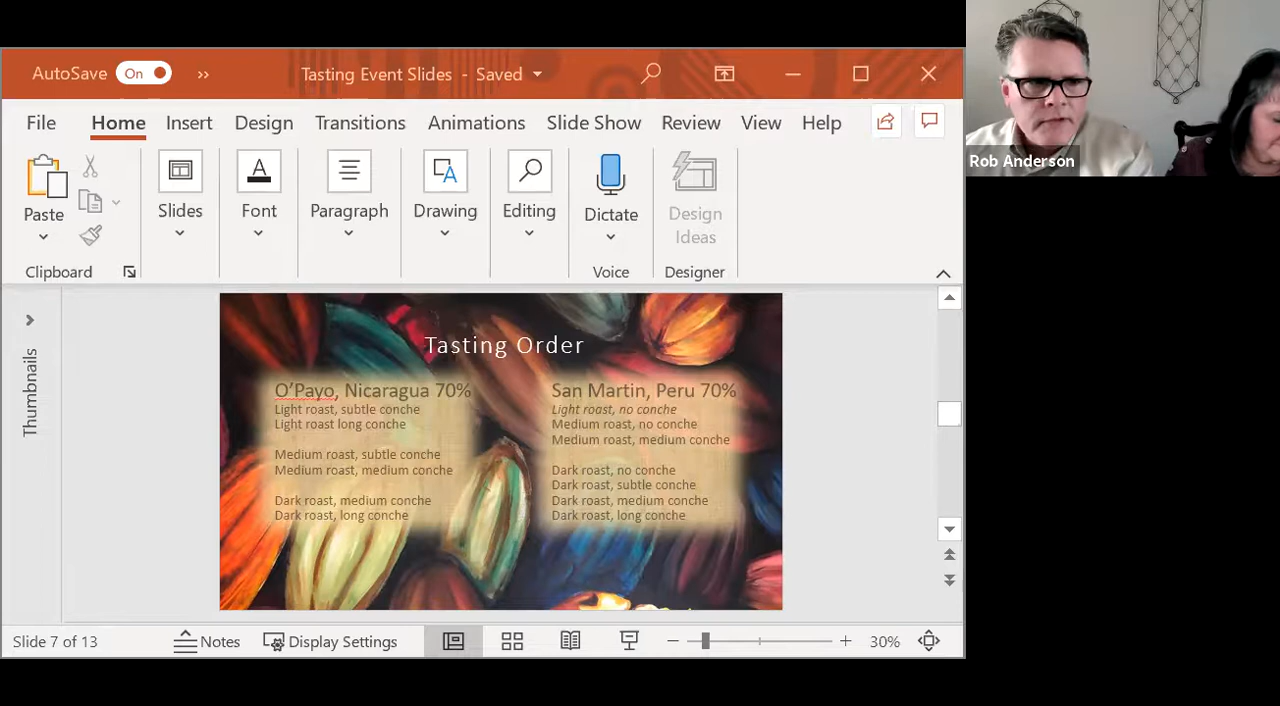 AutoSave On Tasting Event Slides - Saved
File Home Insert Design Transitions Animations Slide Show Review View Help
Paste Slides Font Paragraph Drawing Editing Dictate Design Ideas
Clipboard Voice Designer
Thumbnails
Tasting Order
O'Payo, Nicaragua 70%
Light roast, subtle conche
Light roast long conche
Medium roast, subtle conche
Medium roast, medium conche
Dark roast, medium conche
Dark roast, long conche
San Martin, Peru 70%
Light roast, no conche
Medium roast, no conche
Medium roast, medium conche
Dark roast, no conche
Dark roast, subtle conche
Dark roast, medium conche
Dark roast, long conche
Slide 7 of 13 Notes Display Settings 30%
Rob Anderson